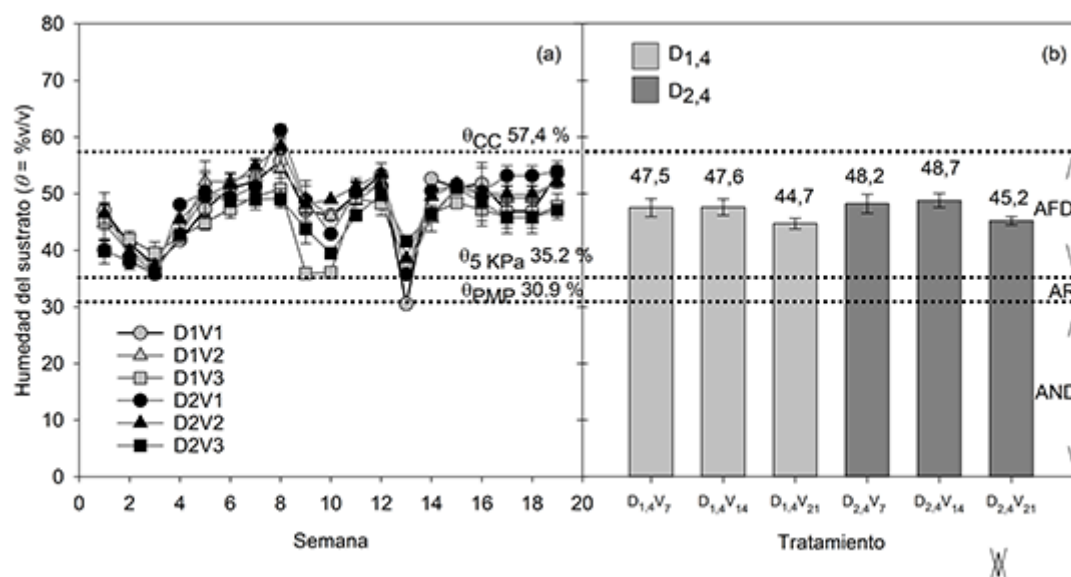 Humedad del sustrato (θ = %v/v)
80
70
60
50
40
30
20
10
0
(a)
θCC 57,4 %
θ5 KPa 35.2 %
θPMP 30.9 %
D1V1
D1V2
D1V3
D2V1
D2V2
D2V3
0 2 4 6 8 10 12 14 16 18 20
Semana
(b)
D1,4
D2,4
47,5 47,6 44,7 48,2 48,7 45,2
AFD
AR
AND
D1,4V7 D1,4V14 D1,4V21 D2,4V7 D2,4V14 D2,4V21
Tratamiento